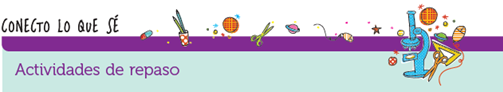 CONECTO LO QUE SÉ
Actividades de repaso